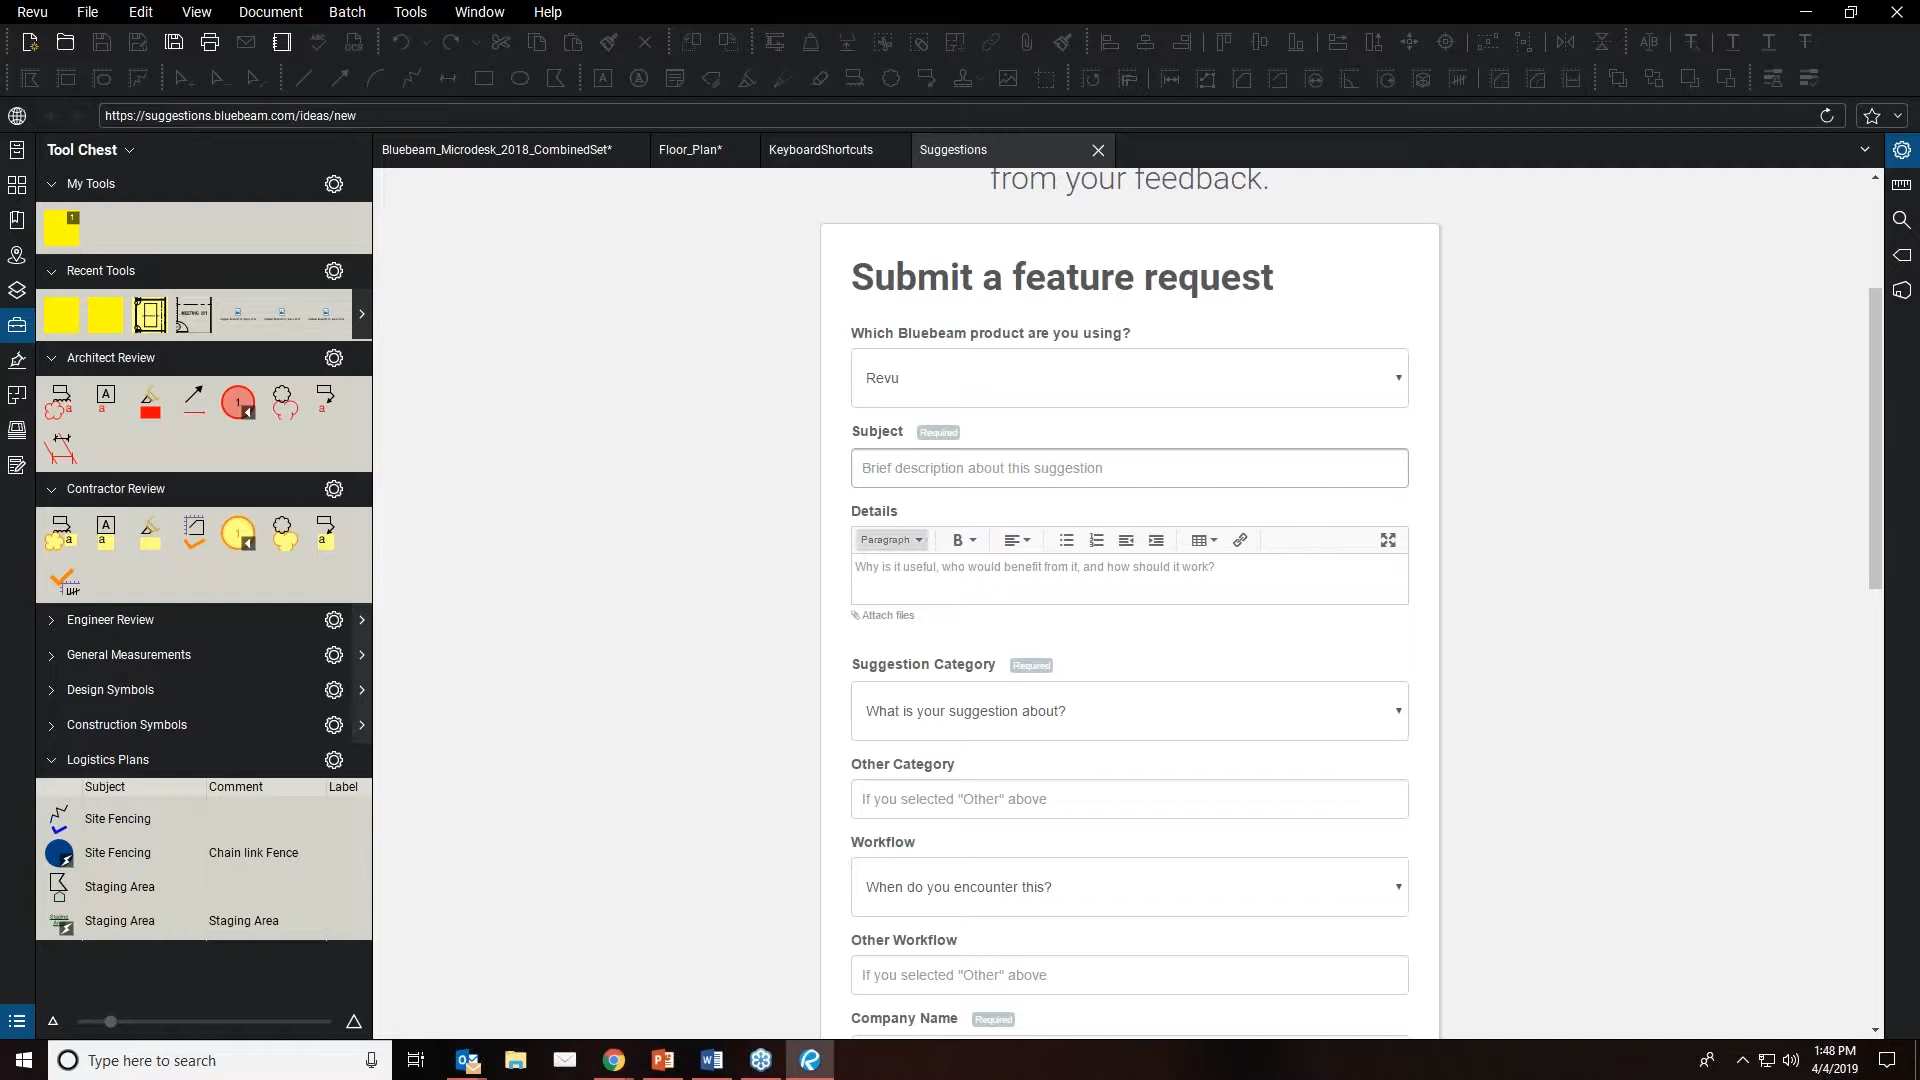 Revu File Edit View Document Batch Tools Window Help
https://suggestions.bluebeam.com/ideas/new
Tool Chest
Bluebeam_Microdesk_2018_CombinedSet* Floor_Plan* KeyboardShortcuts Suggestions
My Tools
from your feedback.
Submit a feature request
Recent Tools
Which Bluebeam product are you using?
Architect Review
Revu
Subject Required
Brief description about this suggestion
Contractor Review
Details
Paragraph B
Why is it useful, who would benefit from it, and how should it work?
Attach files
Engineer Review
General Measurements
Suggestion Category Required
Design Symbols
What is your suggestion about?
Construction Symbols
Logistics Plans
Other Category
Subject Comment Label
If you selected "Other" above
Site Fencing
Workflow
Site Fencing Chain link Fence
When do you encounter this?
Staging Area
Staging Area Staging Area
Other Workflow
If you selected "Other" above
Company Name Required
Type here to search
1:48 PM
4/4/2019